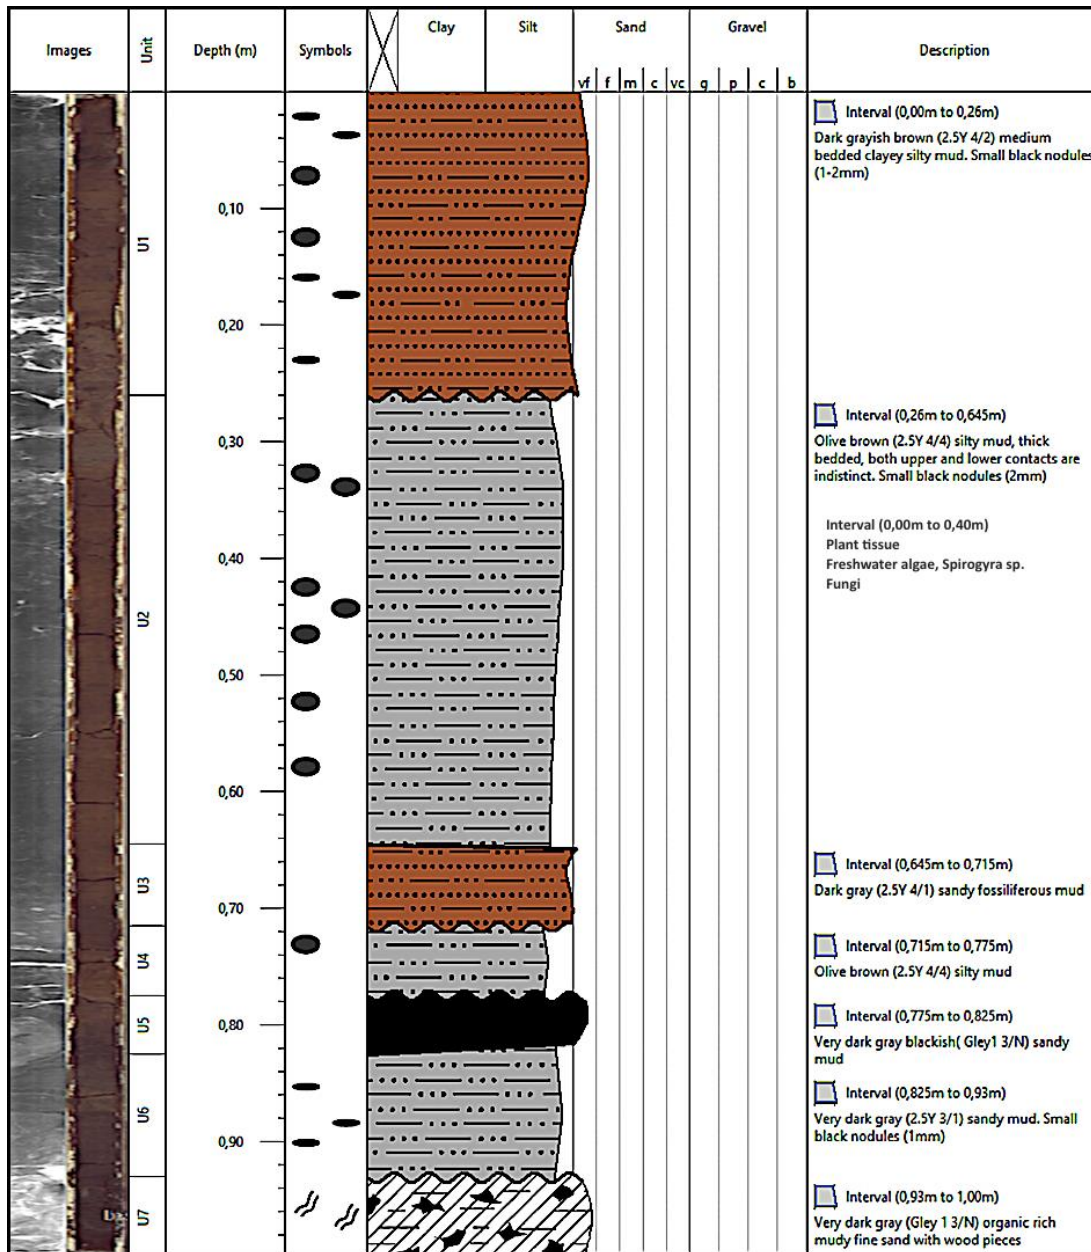 Images Unit Depth (m) Symbols Clay Silt Sand Gravel Description
vf f m c vc g p c b
Interval (0,00m to 0,26m)
Dark grayish brown (2.5Y 4/2) medium
bedded clayey silty mud. Small black nodules
(1-2mm)
0,10
U1
0,20
Interval (0,26m to 0,645m)
Olive brown (2.5Y 4/4) silty mud, thick
bedded, both upper and lower contacts are
indistinct. Small black nodules (2mm)
0,30
Interval (0,00m to 0,40m)
Plant tissue
Freshwater algae, Spirogyra sp.
Fungi
0,40
U2
0,50
0,60
Interval (0,645m to 0,715m)
Dark gray (2.5Y 4/1) sandy fossiliferous mud
U3
0,70
Interval (0,715m to 0,775m)
Olive brown (2.5Y 4/4) silty mud
U4
Interval (0,775m to 0,825m)
Very dark gray blackish( Gley1 3/N) sandy
mud
U5
0,80
Interval (0,825m to 0,93m)
Very dark gray (2.5Y 3/1) sandy mud. Small
black nodules (1mm)
U6
0,90
Interval (0,93m to 1,00m)
Very dark gray (Gley 1 3/N) organic rich
mudy fine sand with wood pieces
U7